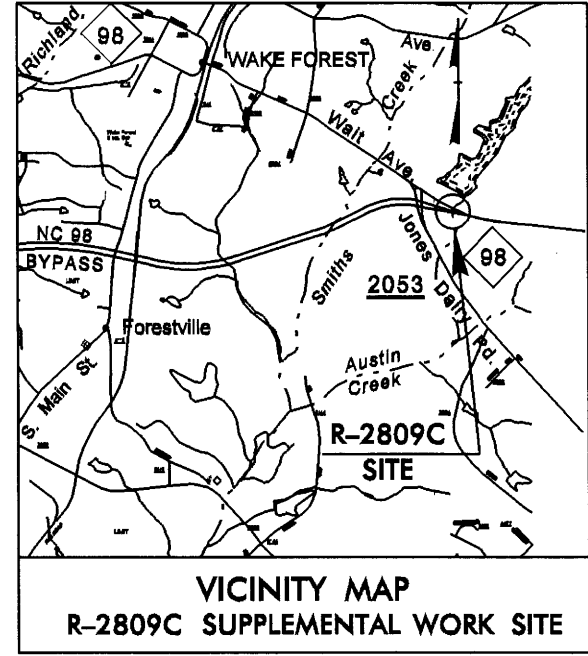 Richland
98
WAKE FOREST
Ave.
Creek
Wait Ave.
NC 98
BYPASS
Smiths
Jones Dairy Rd.
98
2053
Forestville
S. Main St
Austin
Creek
R–2809C
SITE
VICINITY MAP
R–2809C SUPPLEMENTAL WORK SITE